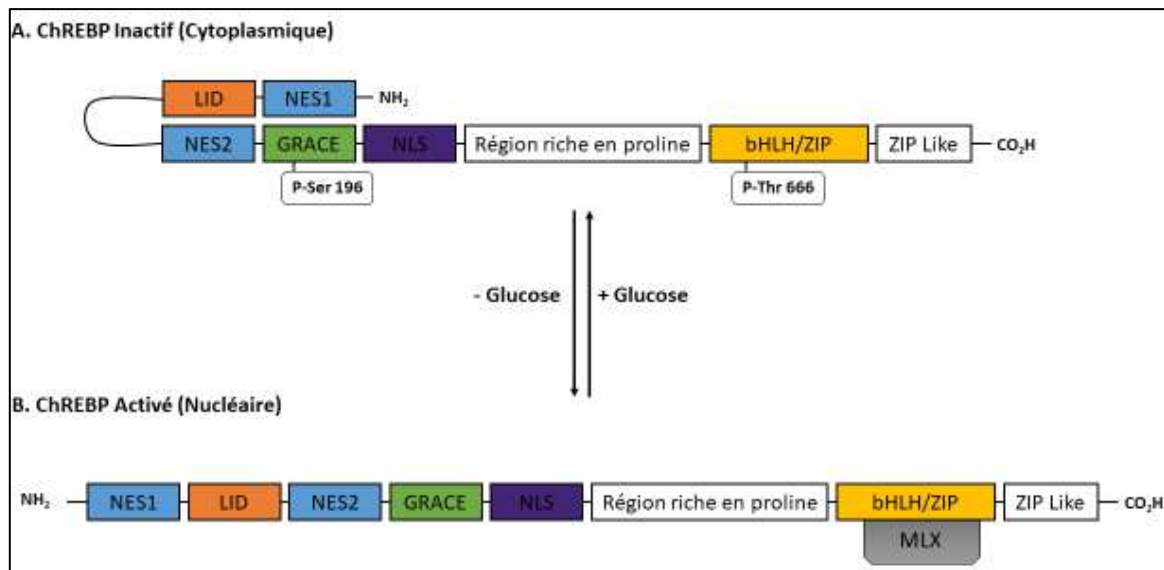 A. ChREBP Inactif (Cytoplasmique)
LID NES1 NH₂
NES2 GRACE NLS Région riche en proline bHLH/ZIP ZIP Like CO₂H
P-Ser 196 P-Thr 666
- Glucose + Glucose
B. ChREBP Activé (Nucléaire)
NH₂ NES1 LID NES2 GRACE NLS Région riche en proline bHLH/ZIP ZIP Like CO₂H
MLX